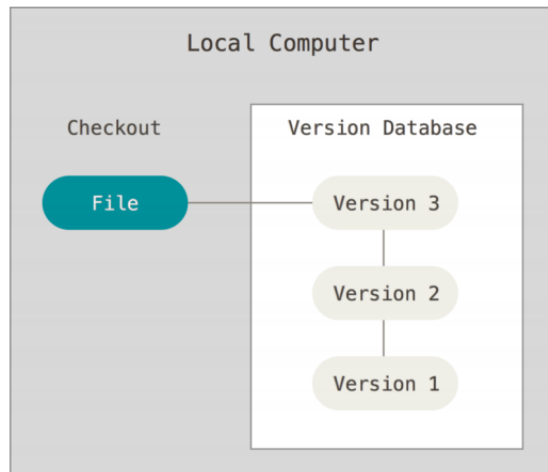 Local Computer
Checkout
Version Database
File
Version 3
Version 2
Version 1